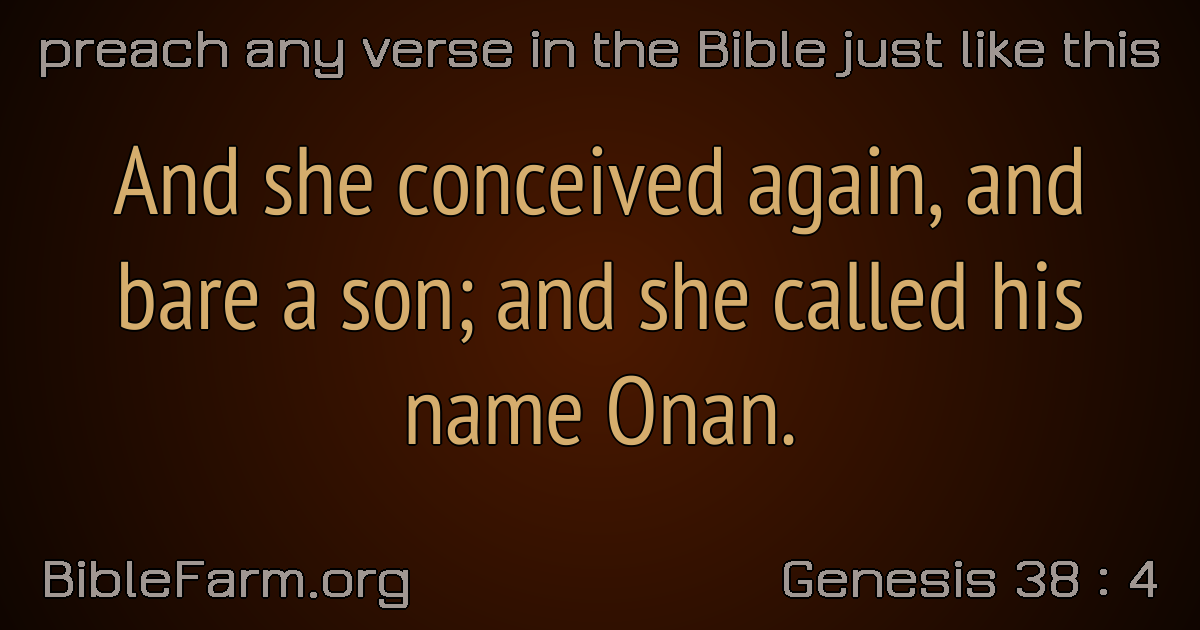 preach any verse in the Bible just like this
And she conceived again, and
bare a son; and she called his
name Onan.
BibleFarm.org
Genesis 38 : 4